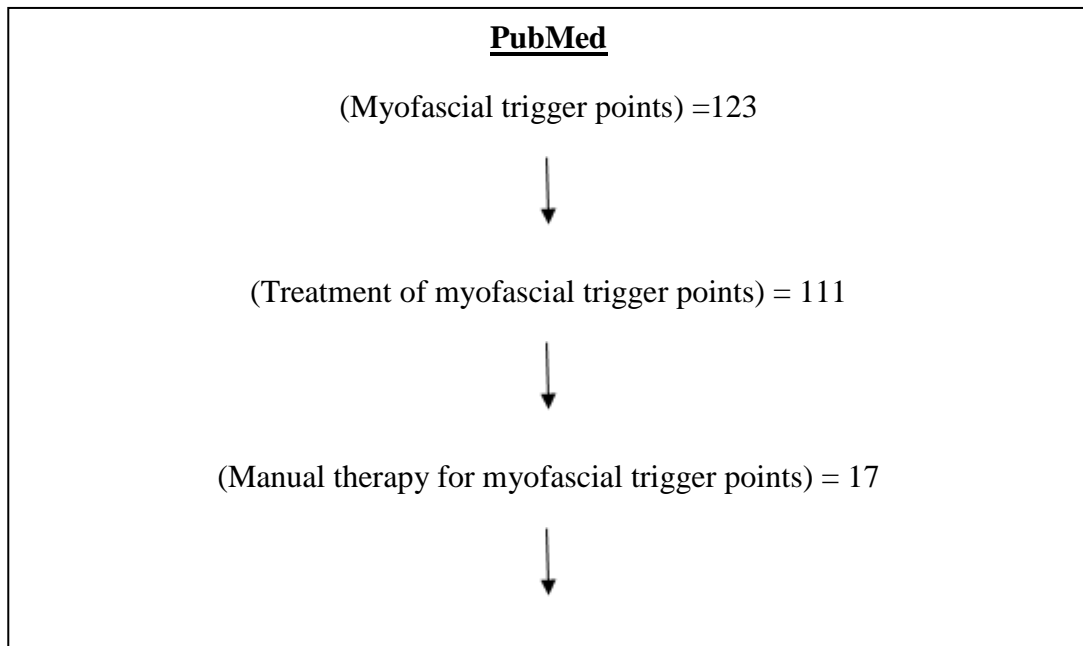 PubMed
(Myofascial trigger points) =123
(Treatment of myofascial trigger points) = 111
(Manual therapy for myofascial trigger points) = 17